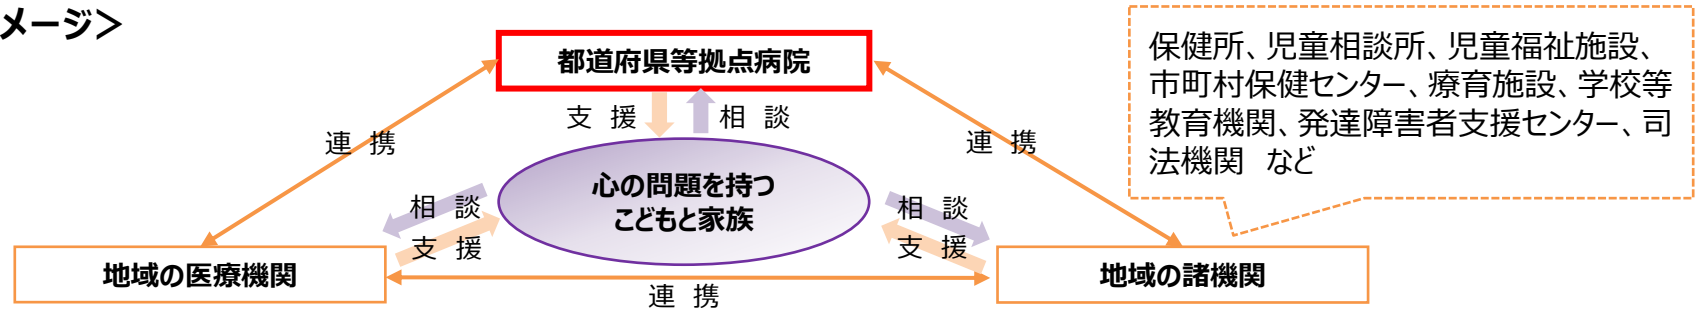 メージ＞
都道府県等拠点病院
保健所、児童相談所、児童福祉施設、
市町村保健センター、療育施設、学校等
教育機関、発達障害者支援センター、司
法機関　など
支　援
相　談
連　携
連　携
心の問題を持つ
こどもと家族
相　談
支　援
相　談
支　援
地域の医療機関
地域の諸機関
連　携